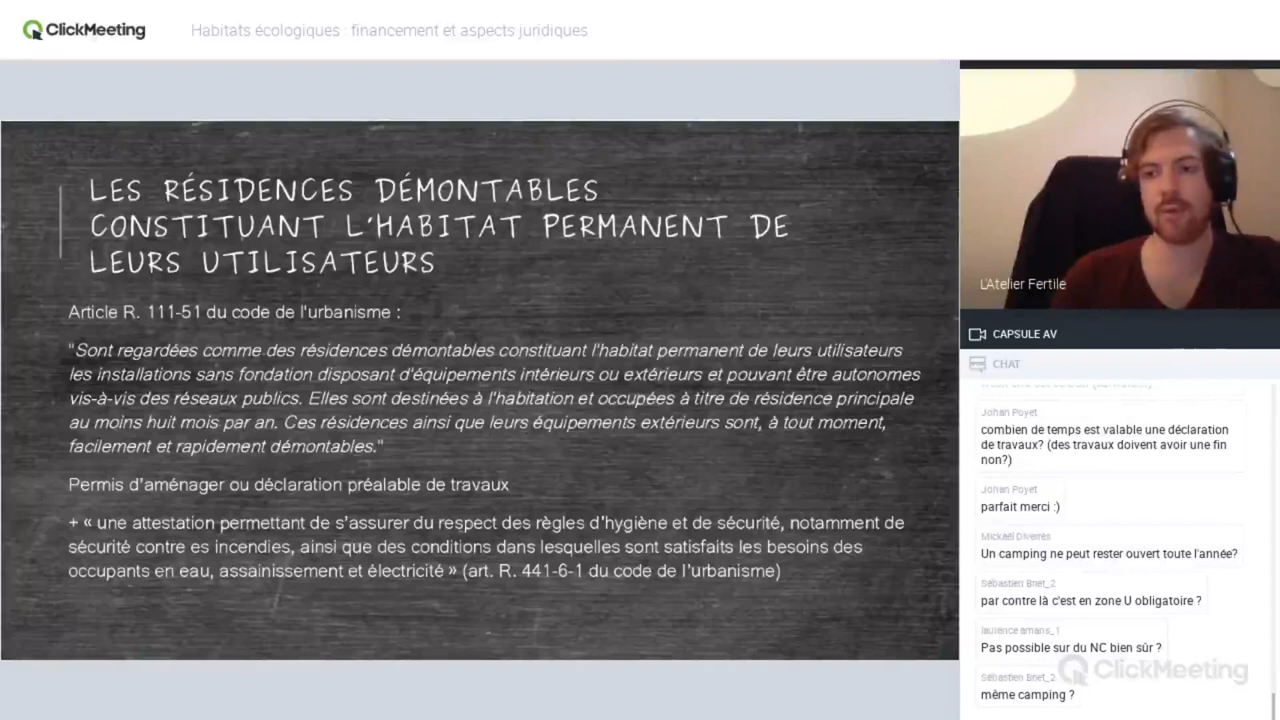 ClickMeeting
Habitats écologiques : financement et aspects juridiques
LES RÉSIDENCES DÉMONTABLES
CONSTITUANT L'HABITAT PERMANENT DE
LEURS UTILISATEURS
Article R. 111-51 du code de l'urbanisme :
"Sont regardées comme des résidences démontables constituant l'habitat permanent de leurs utilisateurs
les installations sans fondation disposant d'équipements intérieurs ou extérieurs et pouvant être autonomes
vis-à-vis des réseaux publics. Elles sont destinées à l'habitation et occupées à titre de résidence principale
au moins huit mois par an. Ces résidences ainsi que leurs équipements extérieurs sont, à tout moment,
facilement et rapidement démontables."
Permis d'aménager ou déclaration préalable de travaux
+ « une attestation permettant de s'assurer du respect des règles d'hygiène et de sécurité, notamment de
sécurité contre es incendies, ainsi que des conditions dans lesquelles sont satisfaits les besoins des
occupants en eau, assainissement et électricité » (art. R. 441-6-1 du code de l'urbanisme)
L'Atelier Fertile
CAPSULE AV
CHAT
Johan Poyet
combien de temps est valable une déclaration
de travaux? (des travaux doivent avoir une fin
non?)
Johan Poyet
parfait merci :)
Mickaël Diverrès
Un camping ne peut rester ouvert toute l'année?
Sébastien Briet_2
par contre là c'est en zone U obligatoire ?
laurence amans_1
Pas possible sur du NC bien sûr ?
Sébastien Briet_2
même camping ?
ClickMeeting